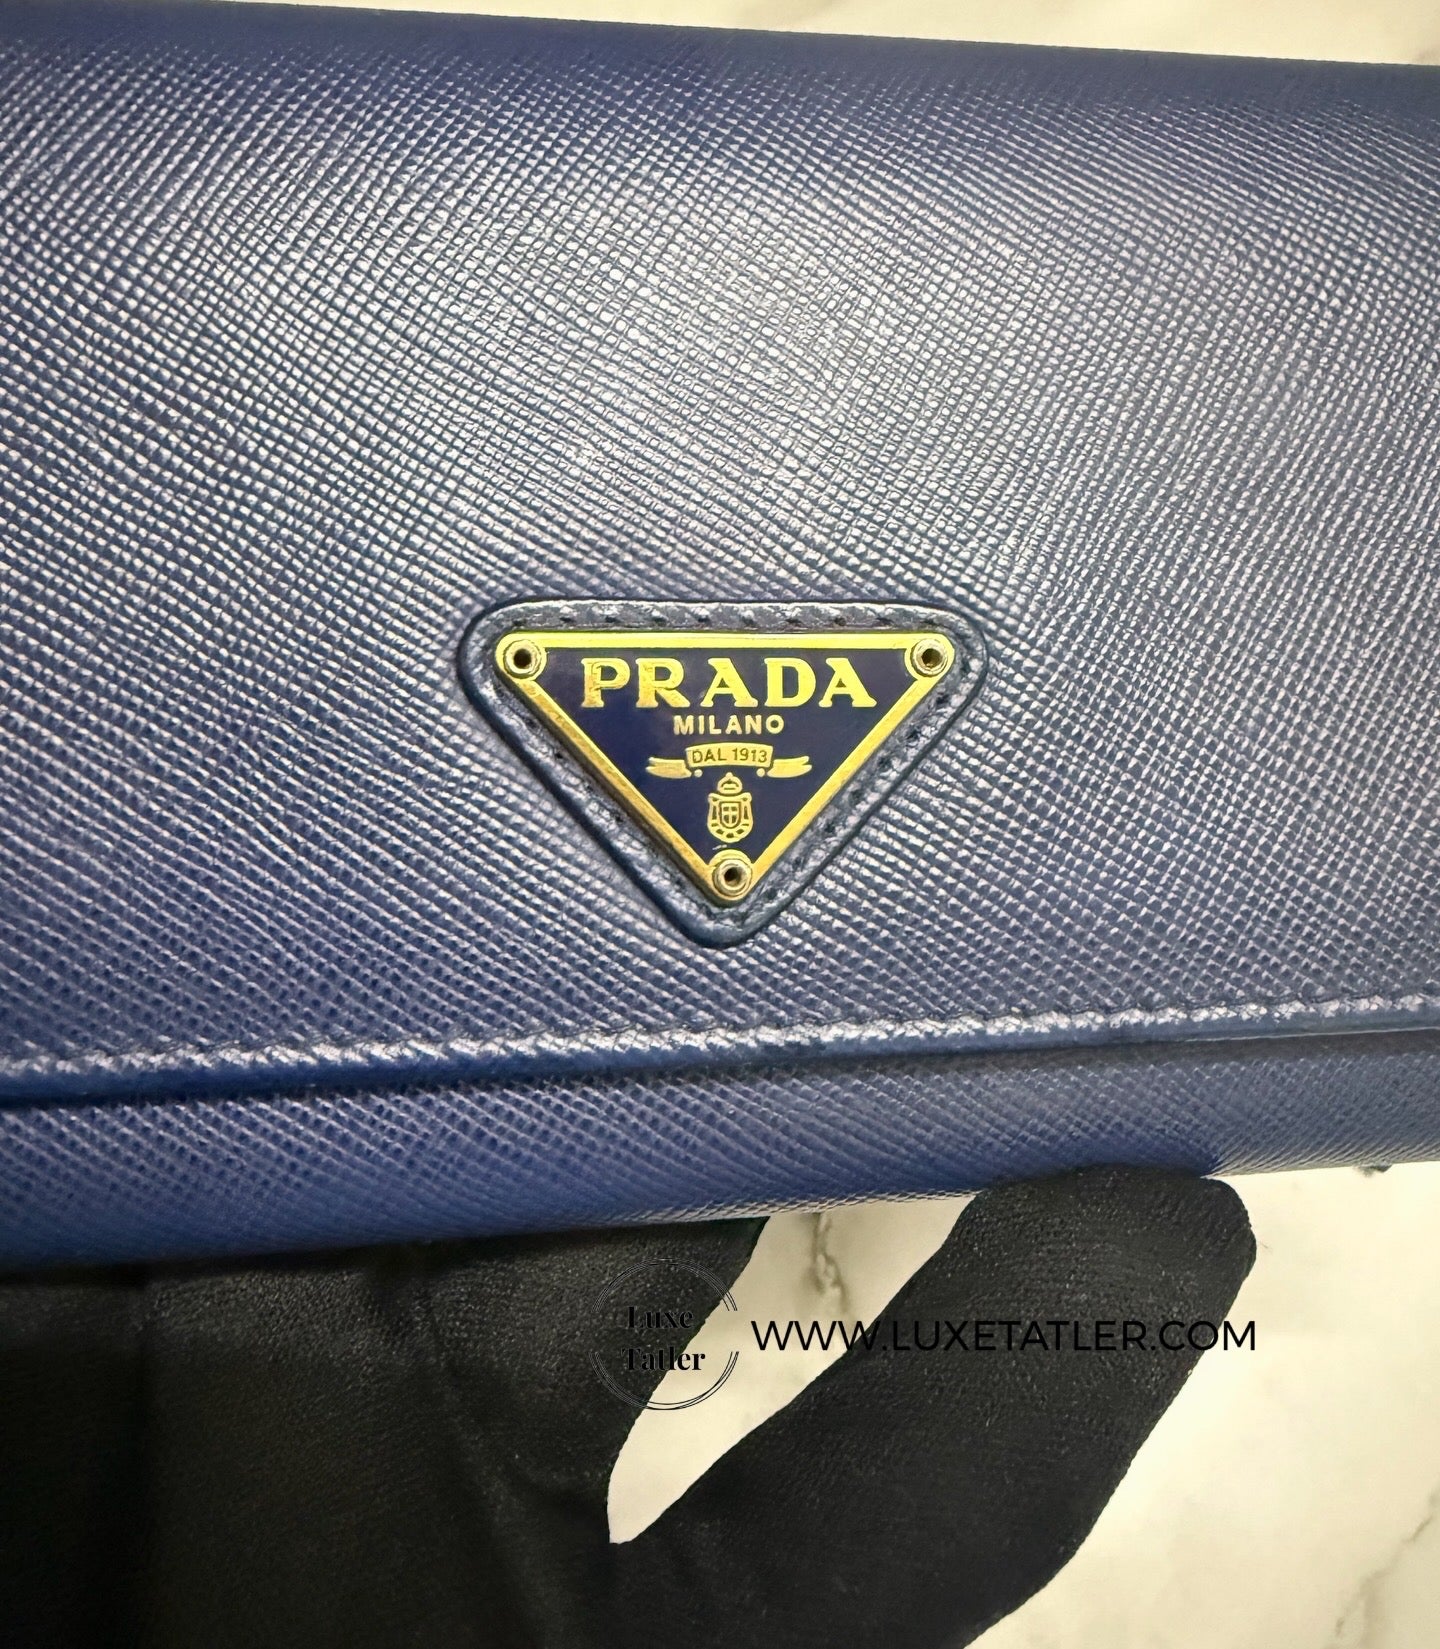 PRADA
MILANO
DAL 1913
Luxe
Tatler
WWW.LUXETATLER.COM